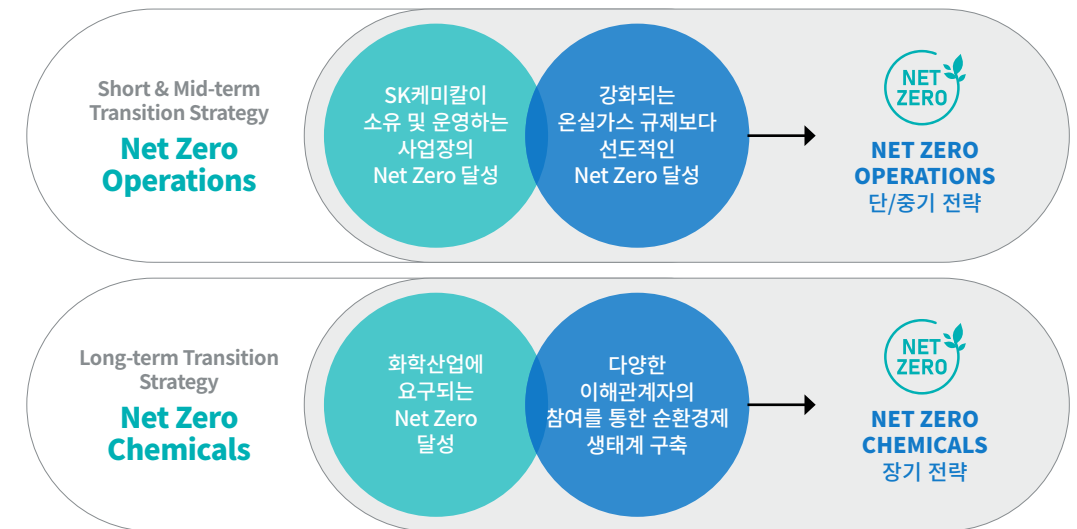 Short & Mid-term
Transition Strategy
Net Zero
Operations
SK케미칼이
소유 및 운영하는
사업장의
Net Zero 달성
강화되는
온실가스 규제보다
선도적인
Net Zero 달성
NET
ZERO
NET ZERO
OPERATIONS
단/중기 전략
Long-term Transition
Strategy
Net Zero
Chemicals
화학산업에
요구되는
Net Zero
달성
다양한
이해관계자의
참여를 통한 순환경제
생태계 구축
NET
ZERO
NET ZERO
CHEMICALS
장기 전략